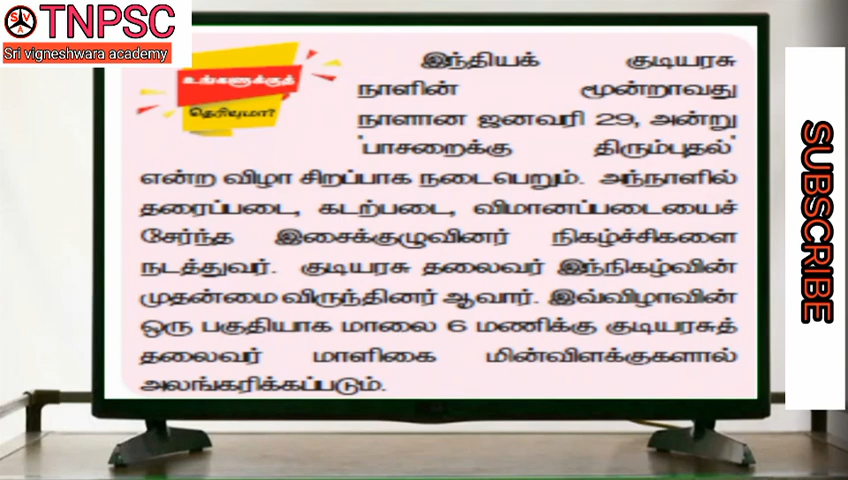 TNPSC
Sri vigneshwara academy
உங்களுக்குத்
தெரியுமா?
இந்தியக் குடியரசு
நாளின் மூன்றாவது
நாளான ஜனவரி 29, அன்று
'பாசறைக்கு திரும்புதல்'
என்ற விழா சிறப்பாக நடைபெறும். அந்நாளில்
தரைப்படை, கடற்படை, விமானப்படையைச்
சேர்ந்த இசைக்குழுவினர் நிகழ்ச்சிகளை
நடத்துவர். குடியரசு தலைவர் இந்நிகழ்வின்
முதன்மை விருந்தினர் ஆவார். இவ்விழாவின்
ஒரு பகுதியாக மாலை 6 மணிக்கு குடியரசுத்
தலைவர் மாளிகை மின்விளக்குகளால்
அலங்கரிக்கப்படும்.
SUBSCRIBE